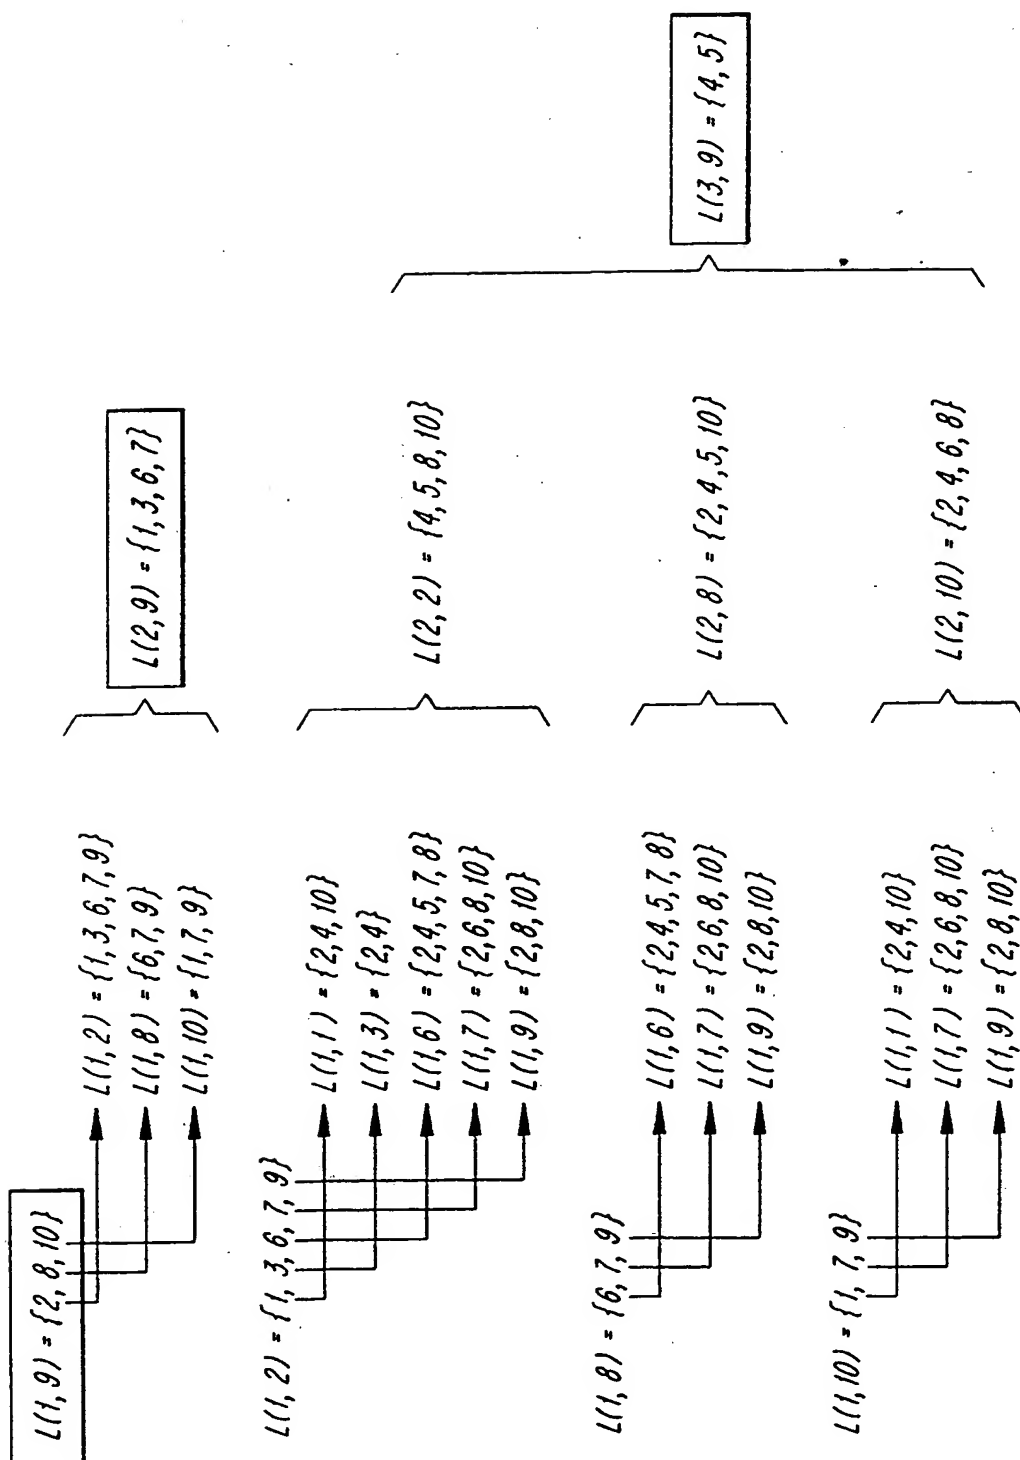 L(1,9) = {2, 8, 10}
L(1,2) = {1,3,6,7,9}
L(1,8) = {6,7,9}
L(1,10) = {1,7,9}
L(2,9) = {1,3,6,7}
L(1,2) = {1, 3, 6, 7, 9}
L(1,1) = {2,4,10}
L(1,3) = {2,4}
L(1,6) = {2,4,5,7,8}
L(1,7) = {2,6,8,10}
L(1,9) = {2,8,10}
L(2,2) = {4,5,8,10}
L(1,8) = {6,7,9}
L(1,6) = {2,4,5,7,8}
L(1,7) = {2,6,8,10}
L(1,9) = {2,8,10}
L(2,8) = {2,4,5,10}
L(1,10) = {1, 7, 9}
L(1,1) = {2,4,10}
L(1,7) = {2,6,8,10}
L(1,9) = {2,8,10}
L(2,10) = {2,4,6,8}
L(3,9) = {4,5}